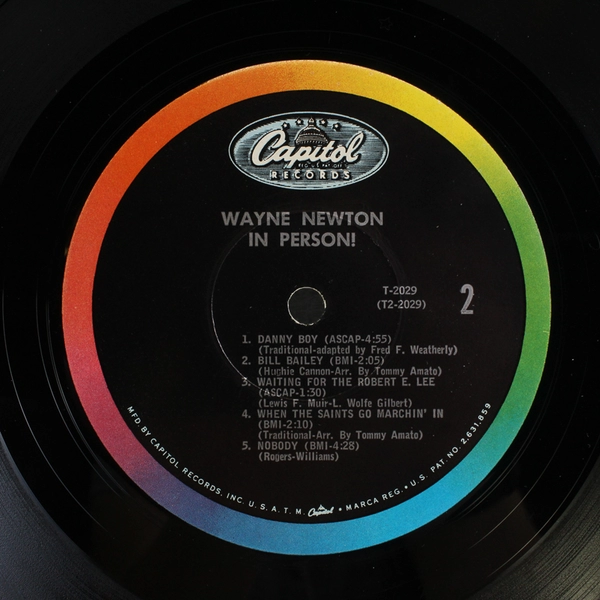 Capitol
RECORDS
WAYNE NEWTON
IN PERSON!
T-2029
(T2-2029)
2
1. DANNY BOY (ASCAP-4:55)
(Traditional-adapted by Fred F. Weatherly)
2. BILL BAILEY (BMI-2:05)
(Huchie Cannon-Arr. By Tommy Amato)
3. WAITING FOR THE ROBERT E. LEE
(ASCAP-1:30)
(Lewis F. Muir-L. Wolfe Gilbert)
4. WHEN THE SAINTS GO MARCHIN' IN
(BMI-2:10)
(Traditional-Arr. By Tommy Amato)
5. NOBODY (BMI-4:28)
(Rogers-Williams)
MFD. BY CAPITOL RECORDS, INC. U.S.A. T.M. Capitol • MARCA REG. • U.S. PAT. NO. 2,631,859